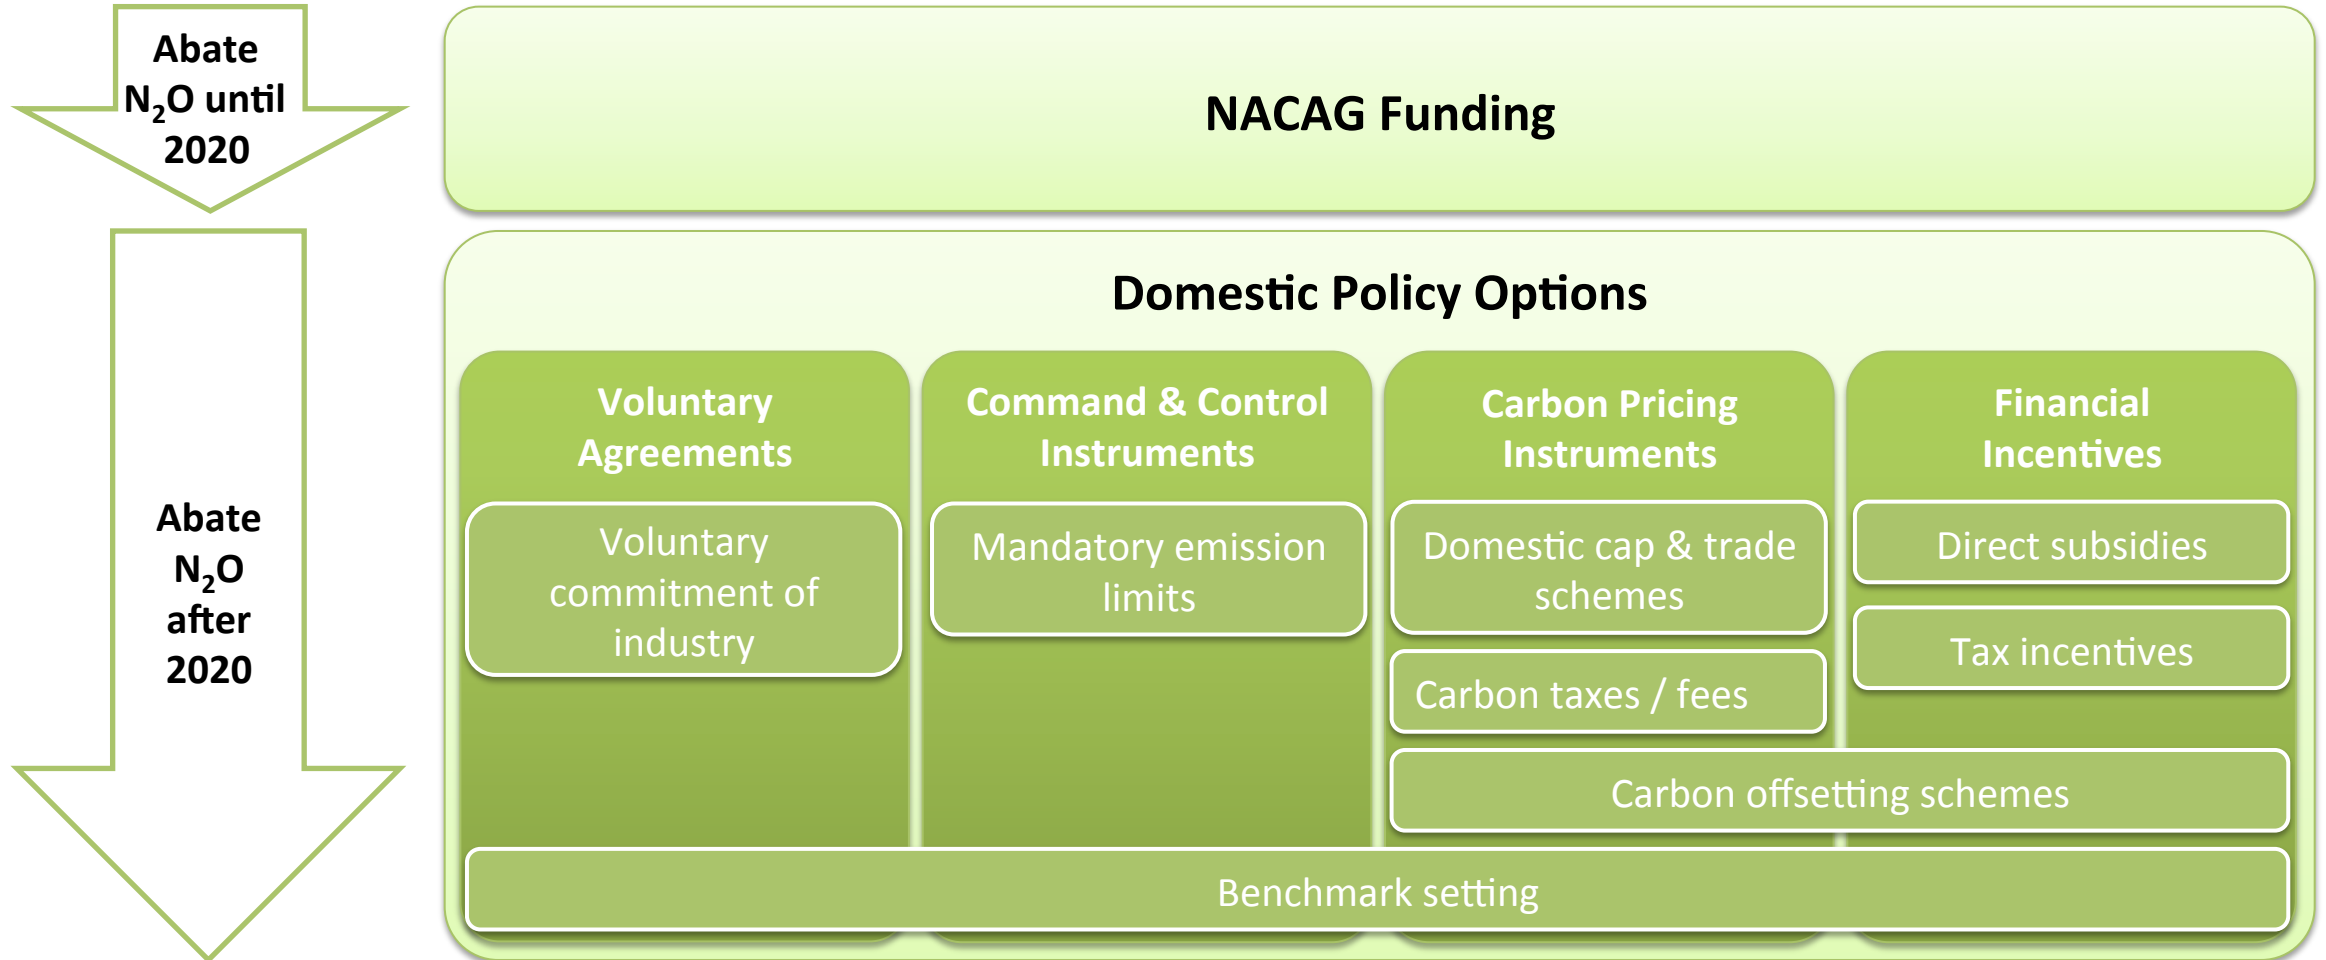 Abate
N₂O until
2020
NACAG Funding
Abate
N₂O
after
2020
Domestic Policy Options
Voluntary
Agreements
Voluntary
commitment of
industry
Command & Control
Instruments
Mandatory emission
limits
Carbon Pricing
Instruments
Domestic cap & trade
schemes
Carbon taxes / fees
Financial
Incentives
Direct subsidies
Tax incentives
Carbon offsetting schemes
Benchmark setting